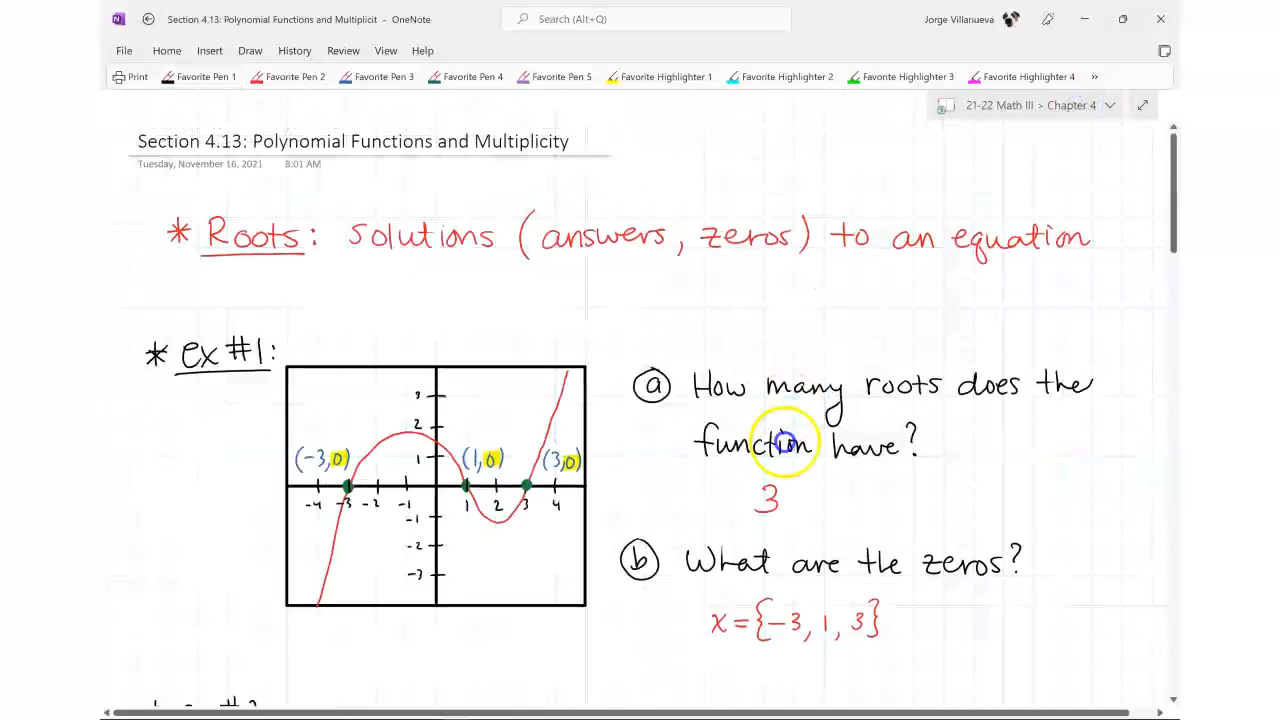 Section 4.13: Polynomial Functions and Multiplicit - OneNote
Search (Alt+Q)
Jorge Villanueva
File Home Insert Draw History Review View Help
Print Favorite Pen 1 Favorite Pen 2 Favorite Pen 3 Favorite Pen 4 Favorite Pen 5 Favorite Highlighter 1 Favorite Highlighter 2 Favorite Highlighter 3 Favorite Highlighter 4 »
21-22 Math III > Chapter 4
Section 4.13: Polynomial Functions and Multiplicity
Tuesday, November 16, 2021 8:01 AM
* Roots: solutions (answers, zeros) to an equation
* ex #1:
3
2
1
(-3,0) (1,0) (3,0)
-4 -3 -2 -1 1 2 3 4
-1
-2
-3
ⓐ How many roots does the
function have?
3
ⓑ What are the zeros?
x = {-3, 1, 3}